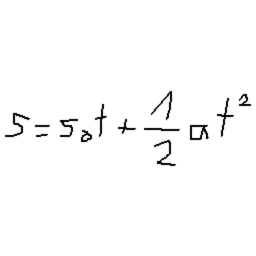 S = S₀t + 1/2 at²